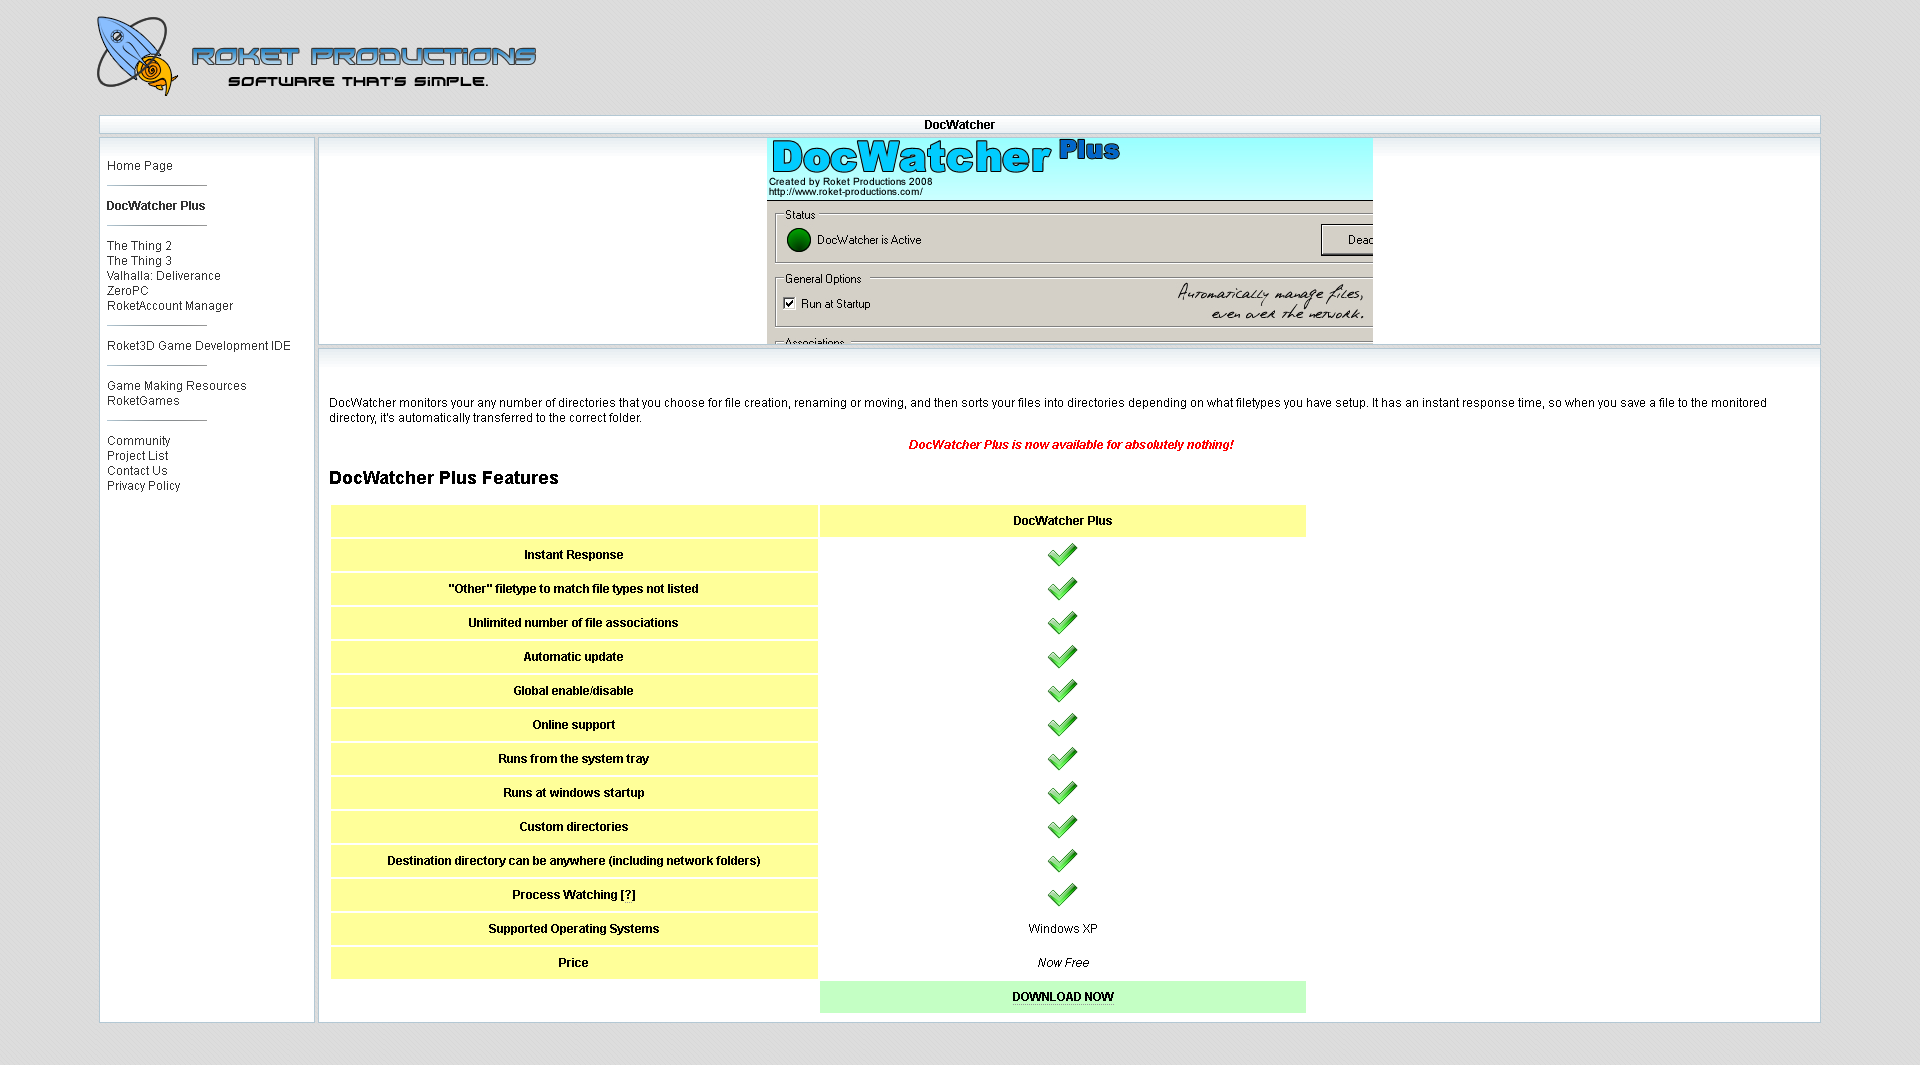 ROKET PRODUCTIONS
SOFTWARE THAT'S SIMPLE.
DocWatcher
Home Page
DocWatcher Plus
The Thing 2
The Thing 3
Valhalla: Deliverance
ZeroPC
RoketAccount Manager
Roket3D Game Development IDE
Game Making Resources
RoketGames
Community
Project List
Contact Us
Privacy Policy
DocWatcher Plus
Created by Roket Productions 2008
http://www.roket-productions.com/
Status
DocWatcher is Active
Deac
General Options
Run at Startup
Automatically manage files,
even over the network.
Associations
DocWatcher monitors your any number of directories that you choose for file creation, renaming or moving, and then sorts your files into directories depending on what filetypes you have setup. It has an instant response time, so when you save a file to the monitored
directory, it's automatically transferred to the correct folder.
DocWatcher Plus is now available for absolutely nothing!
DocWatcher Plus Features
DocWatcher Plus
Instant Response
"Other" filetype to match file types not listed
Unlimited number of file associations
Automatic update
Global enable/disable
Online support
Runs from the system tray
Runs at windows startup
Custom directories
Destination directory can be anywhere (including network folders)
Process Watching [?]
Supported Operating Systems Windows XP
Price Now Free
DOWNLOAD NOW